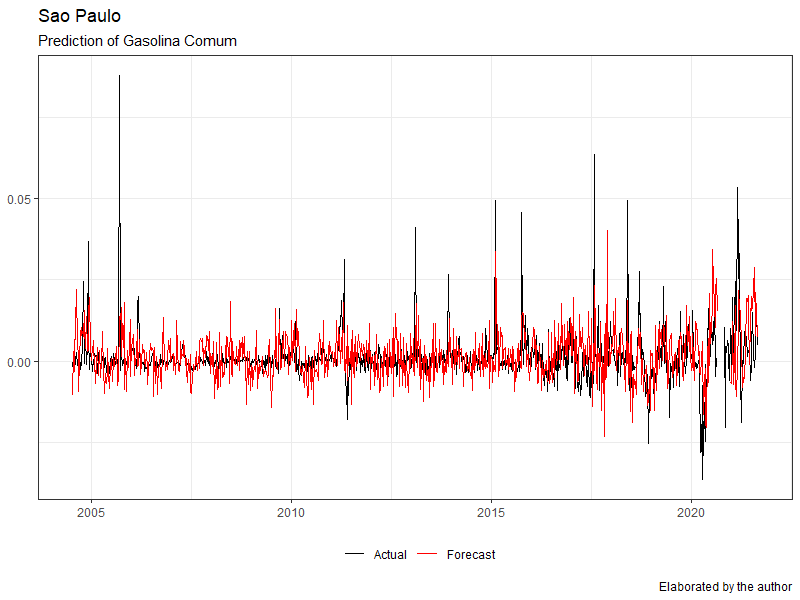 Sao Paulo
Prediction of Gasolina Comum
0.05
0.00
2005 2010 2015 2020
Actual Forecast
Elaborated by the author